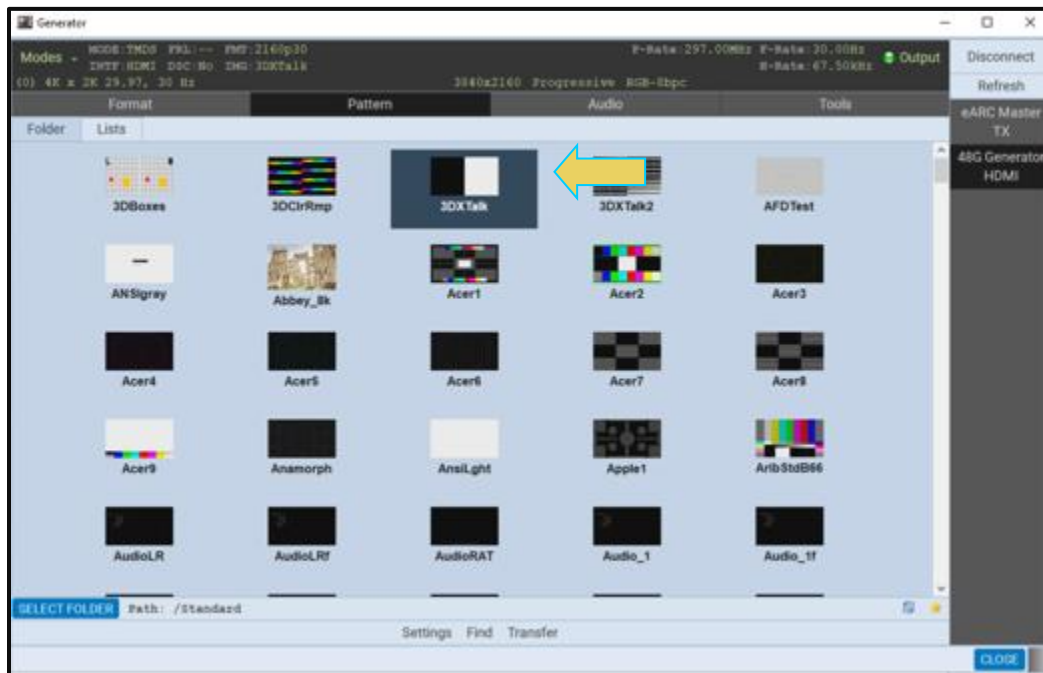 Generator
Modes MODE:TMDS FRL:-- FMT:2160p30 P-Rate:297.00MHz F-Rate:30.00Hz Output
INTF:HDMI DSC:No IMG:3DXTalk H-Rate:67.50kHz
(0) 4K x 2K 29.97, 30 Hz 3840x2160 Progressive RGB-8bpc
Disconnect
Refresh
eARC Master
TX
48G Generator
HDMI
Format Pattern Audio Tools
Folder Lists
3DBoxes 3DClrRmp 3DXTalk 3DXTalk2 AFDTest
ANSIgray Abbey_8k Acer1 Acer2 Acer3
Acer4 Acer5 Acer6 Acer7 Acer8
Acer9 Anamorph AnsiLght Apple1 AribStdB66
AudioLR AudioLRf AudioRAT Audio_1 Audio_1f
SELECT FOLDER Path: /Standard
Settings Find Transfer
CLOSE